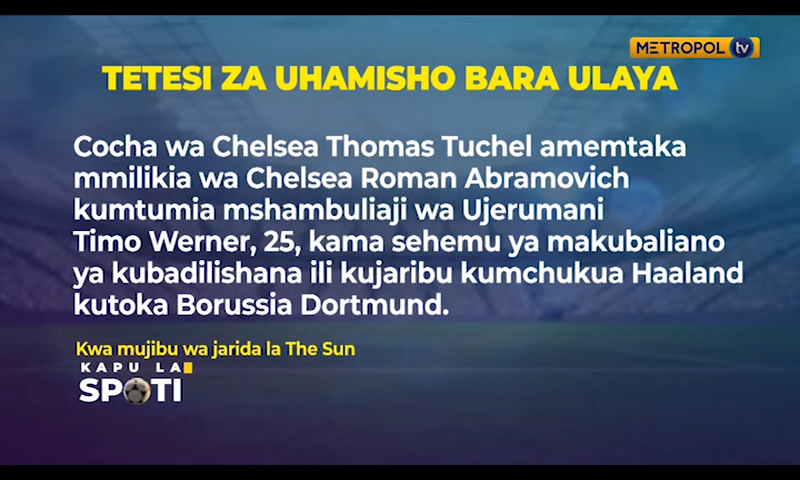 METROPOL tv
TETESI ZA UHAMISHO BARA ULAYA
Cocha wa Chelsea Thomas Tuchel amemtaka
mmilikia wa Chelsea Roman Abramovich
kumtumia mshambuliaji wa Ujerumani
Timo Werner, 25, kama sehemu ya makubaliano
ya kubadilishana ili kujaribu kumchukua Haaland
kutoka Borussia Dortmund.
Kwa mujibu wa jarida la The Sun
KAPU LA
SPOTI